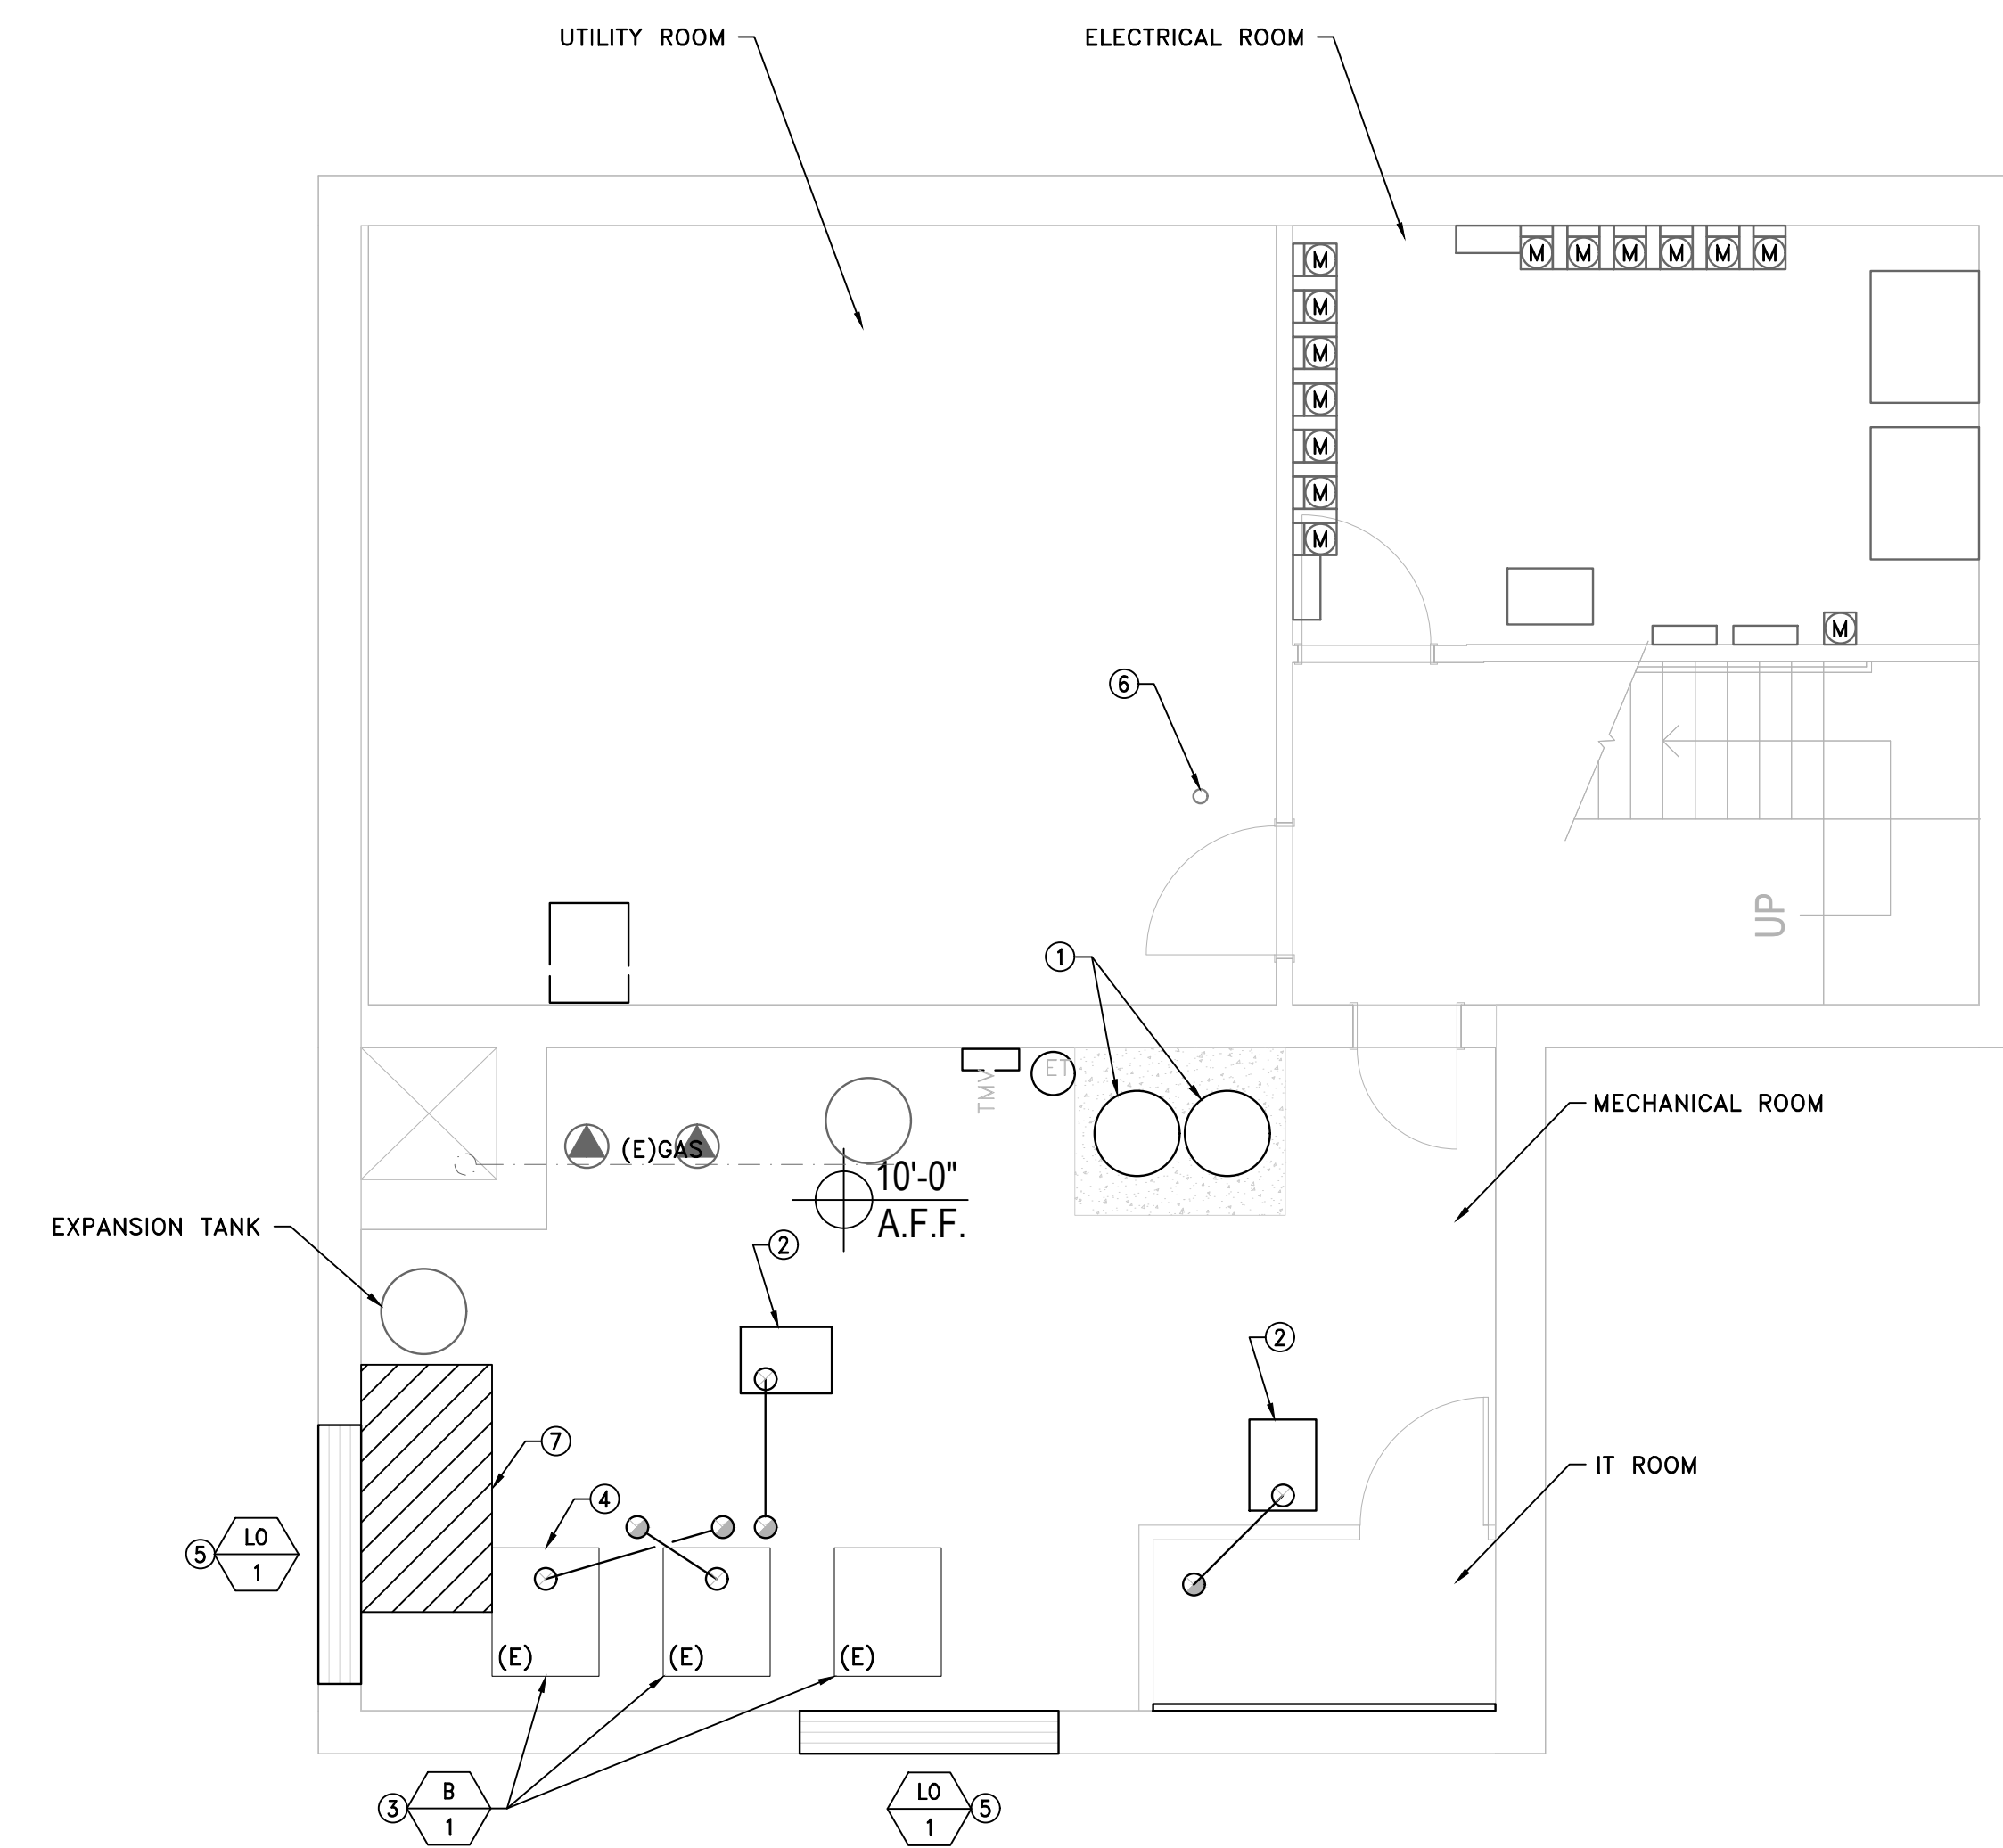 UTILITY ROOM
ELECTRICAL ROOM
M M M M M M
M
M
M
M
M
M
M
M
6
UP
1
TMV
ET
MECHANICAL ROOM
(E)GAS
10'-0"
A.F.F.
EXPANSION TANK
2
2
7
IT ROOM
4
5
LO
1
(E)
(E)
(E)
3
B
1
LO
1
5